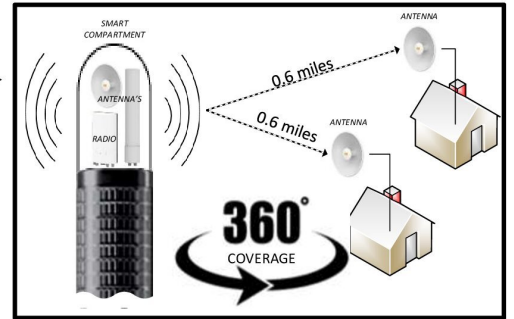 SMART
COMPARTMENT
ANTENNA'S
RADIO
ANTENNA
0.6 miles
ANTENNA
0.6 miles
360°
COVERAGE